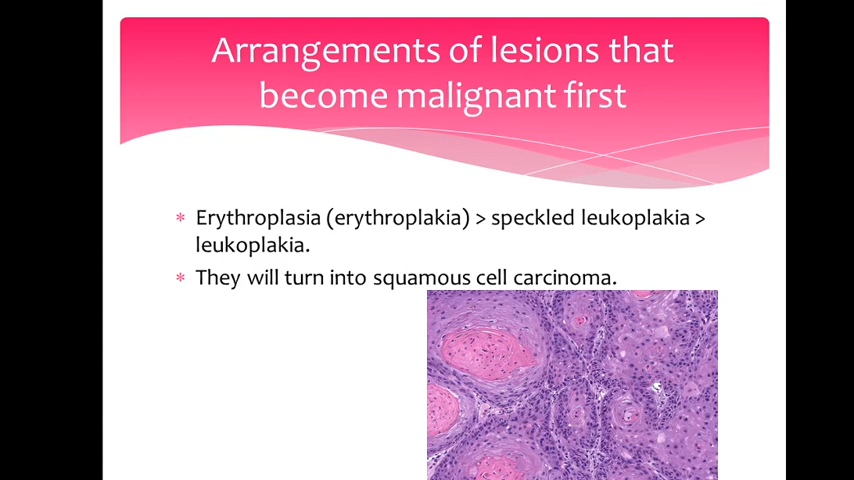 Arrangements of lesions that
become malignant first
* Erythroplasia (erythroplakia) > speckled leukoplakia >
leukoplakia.
* They will turn into squamous cell carcinoma.